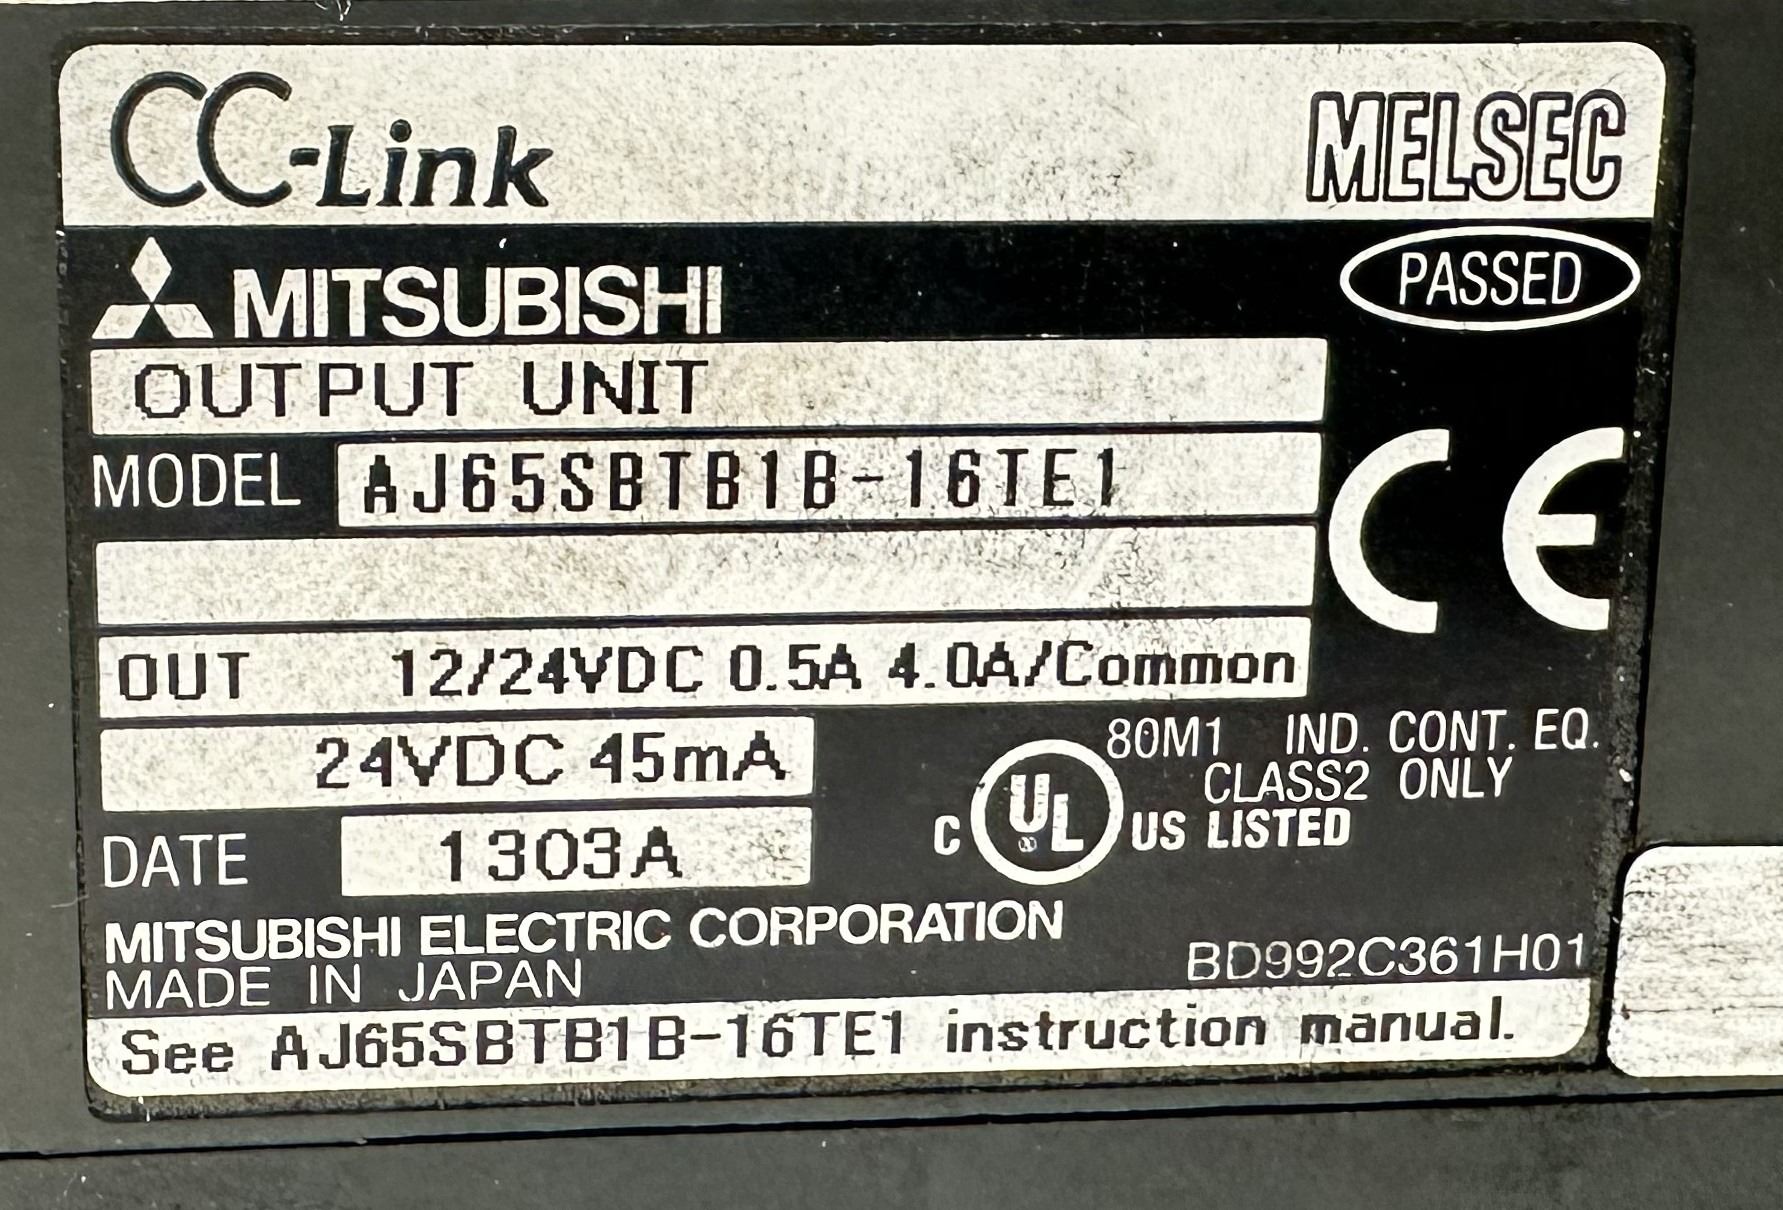 CC-Link MELSEC
MITSUBISHI PASSED
OUTPUT UNIT
MODEL AJ65SBTB1B-16TE1
CE
OUT 12/24VDC 0.5A 4.0A/Common
24VDC 45mA
80M1 IND. CONT. EQ.
CLASS2 ONLY
C UL US LISTED
DATE 1303A
MITSUBISHI ELECTRIC CORPORATION
MADE IN JAPAN BD992C361H01
See AJ65SBTB1B-16TE1 instruction manual.